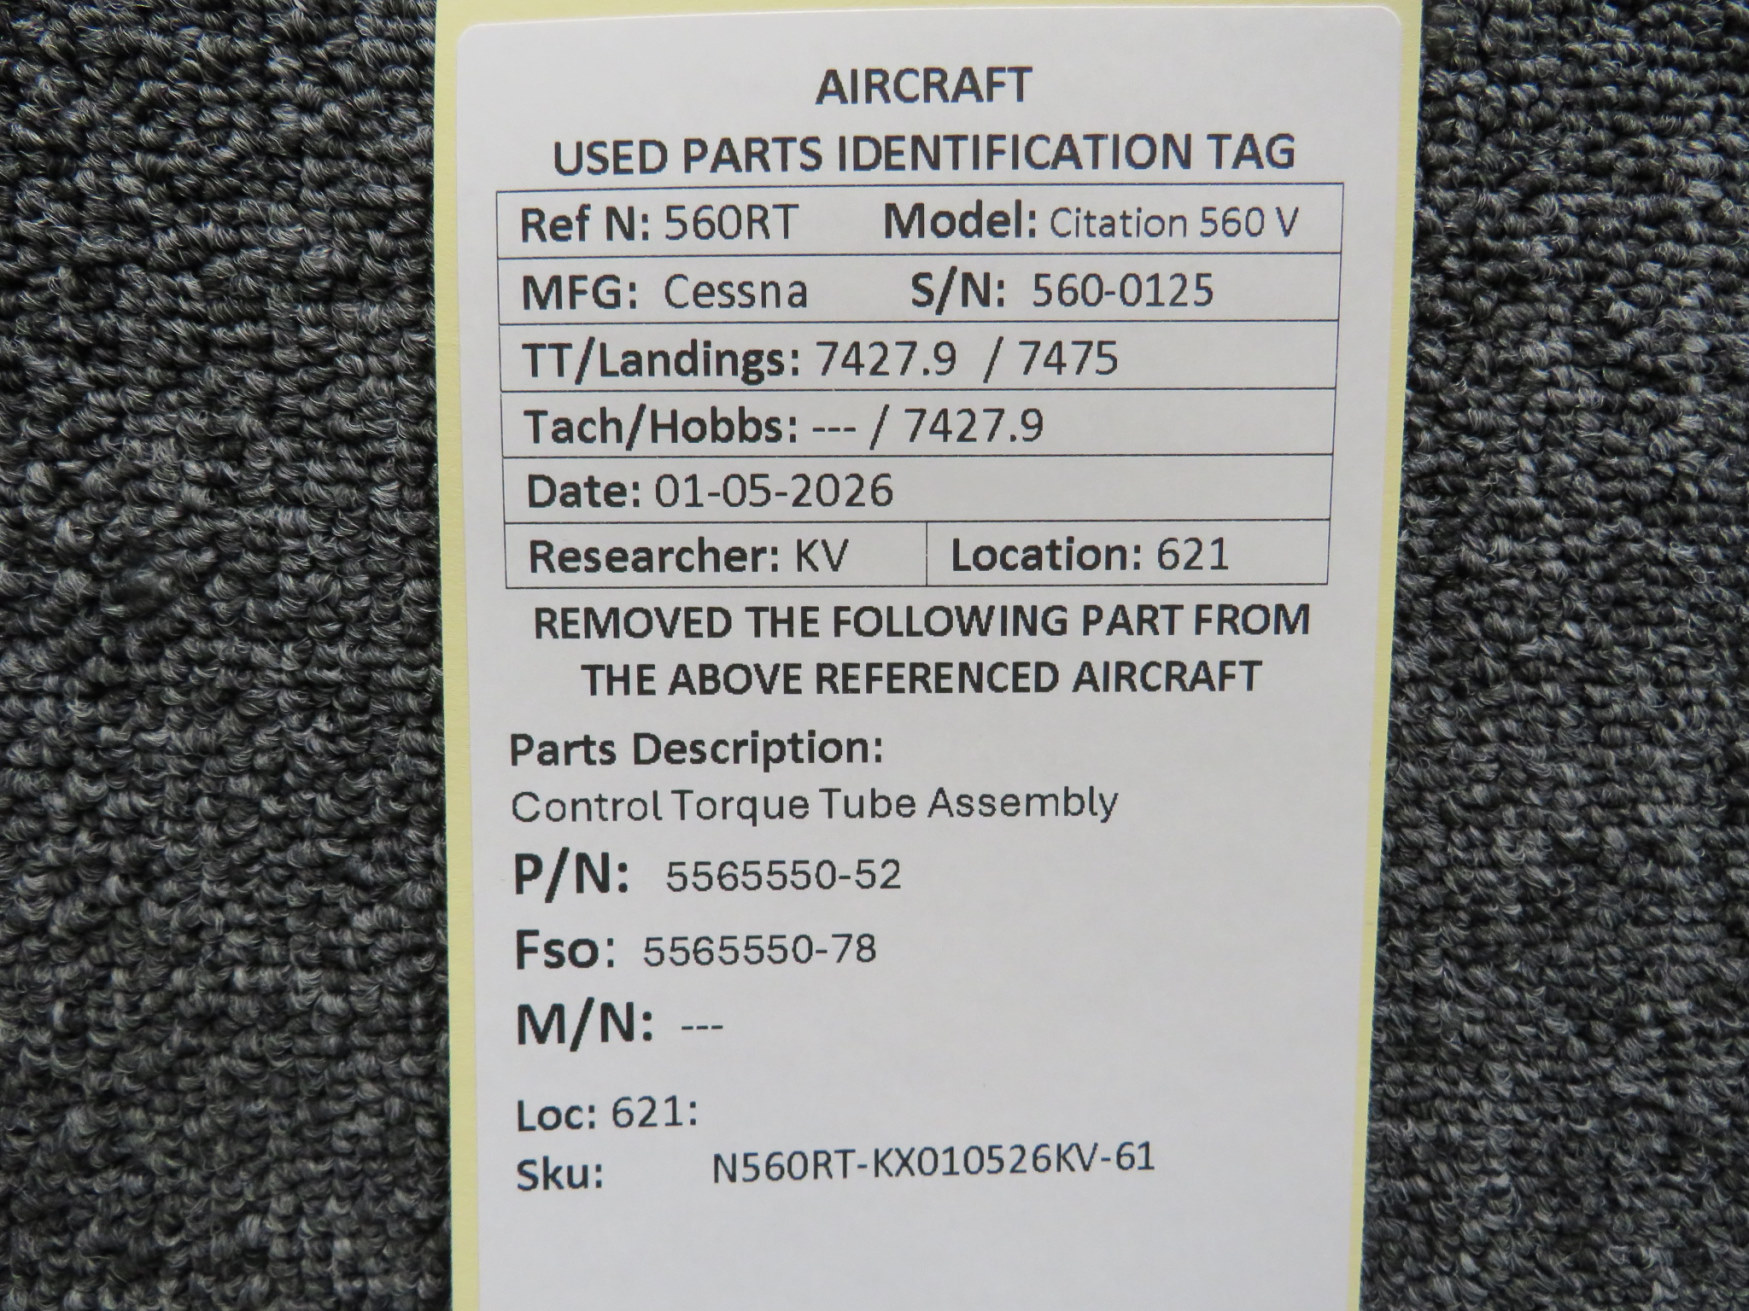 AIRCRAFT
USED PARTS IDENTIFICATION TAG
Ref N: 560RT Model: Citation 560 V
MFG: Cessna S/N: 560-0125
TT/Landings: 7427.9 / 7475
Tach/Hobbs: --- / 7427.9
Date: 01-05-2026
Researcher: KV Location: 621
REMOVED THE FOLLOWING PART FROM
THE ABOVE REFERENCED AIRCRAFT
Parts Description:
Control Torque Tube Assembly
P/N: 5565550-52
Fso: 5565550-78
M/N: ---
Loc: 621:
Sku: N560RT-KX010526KV-61